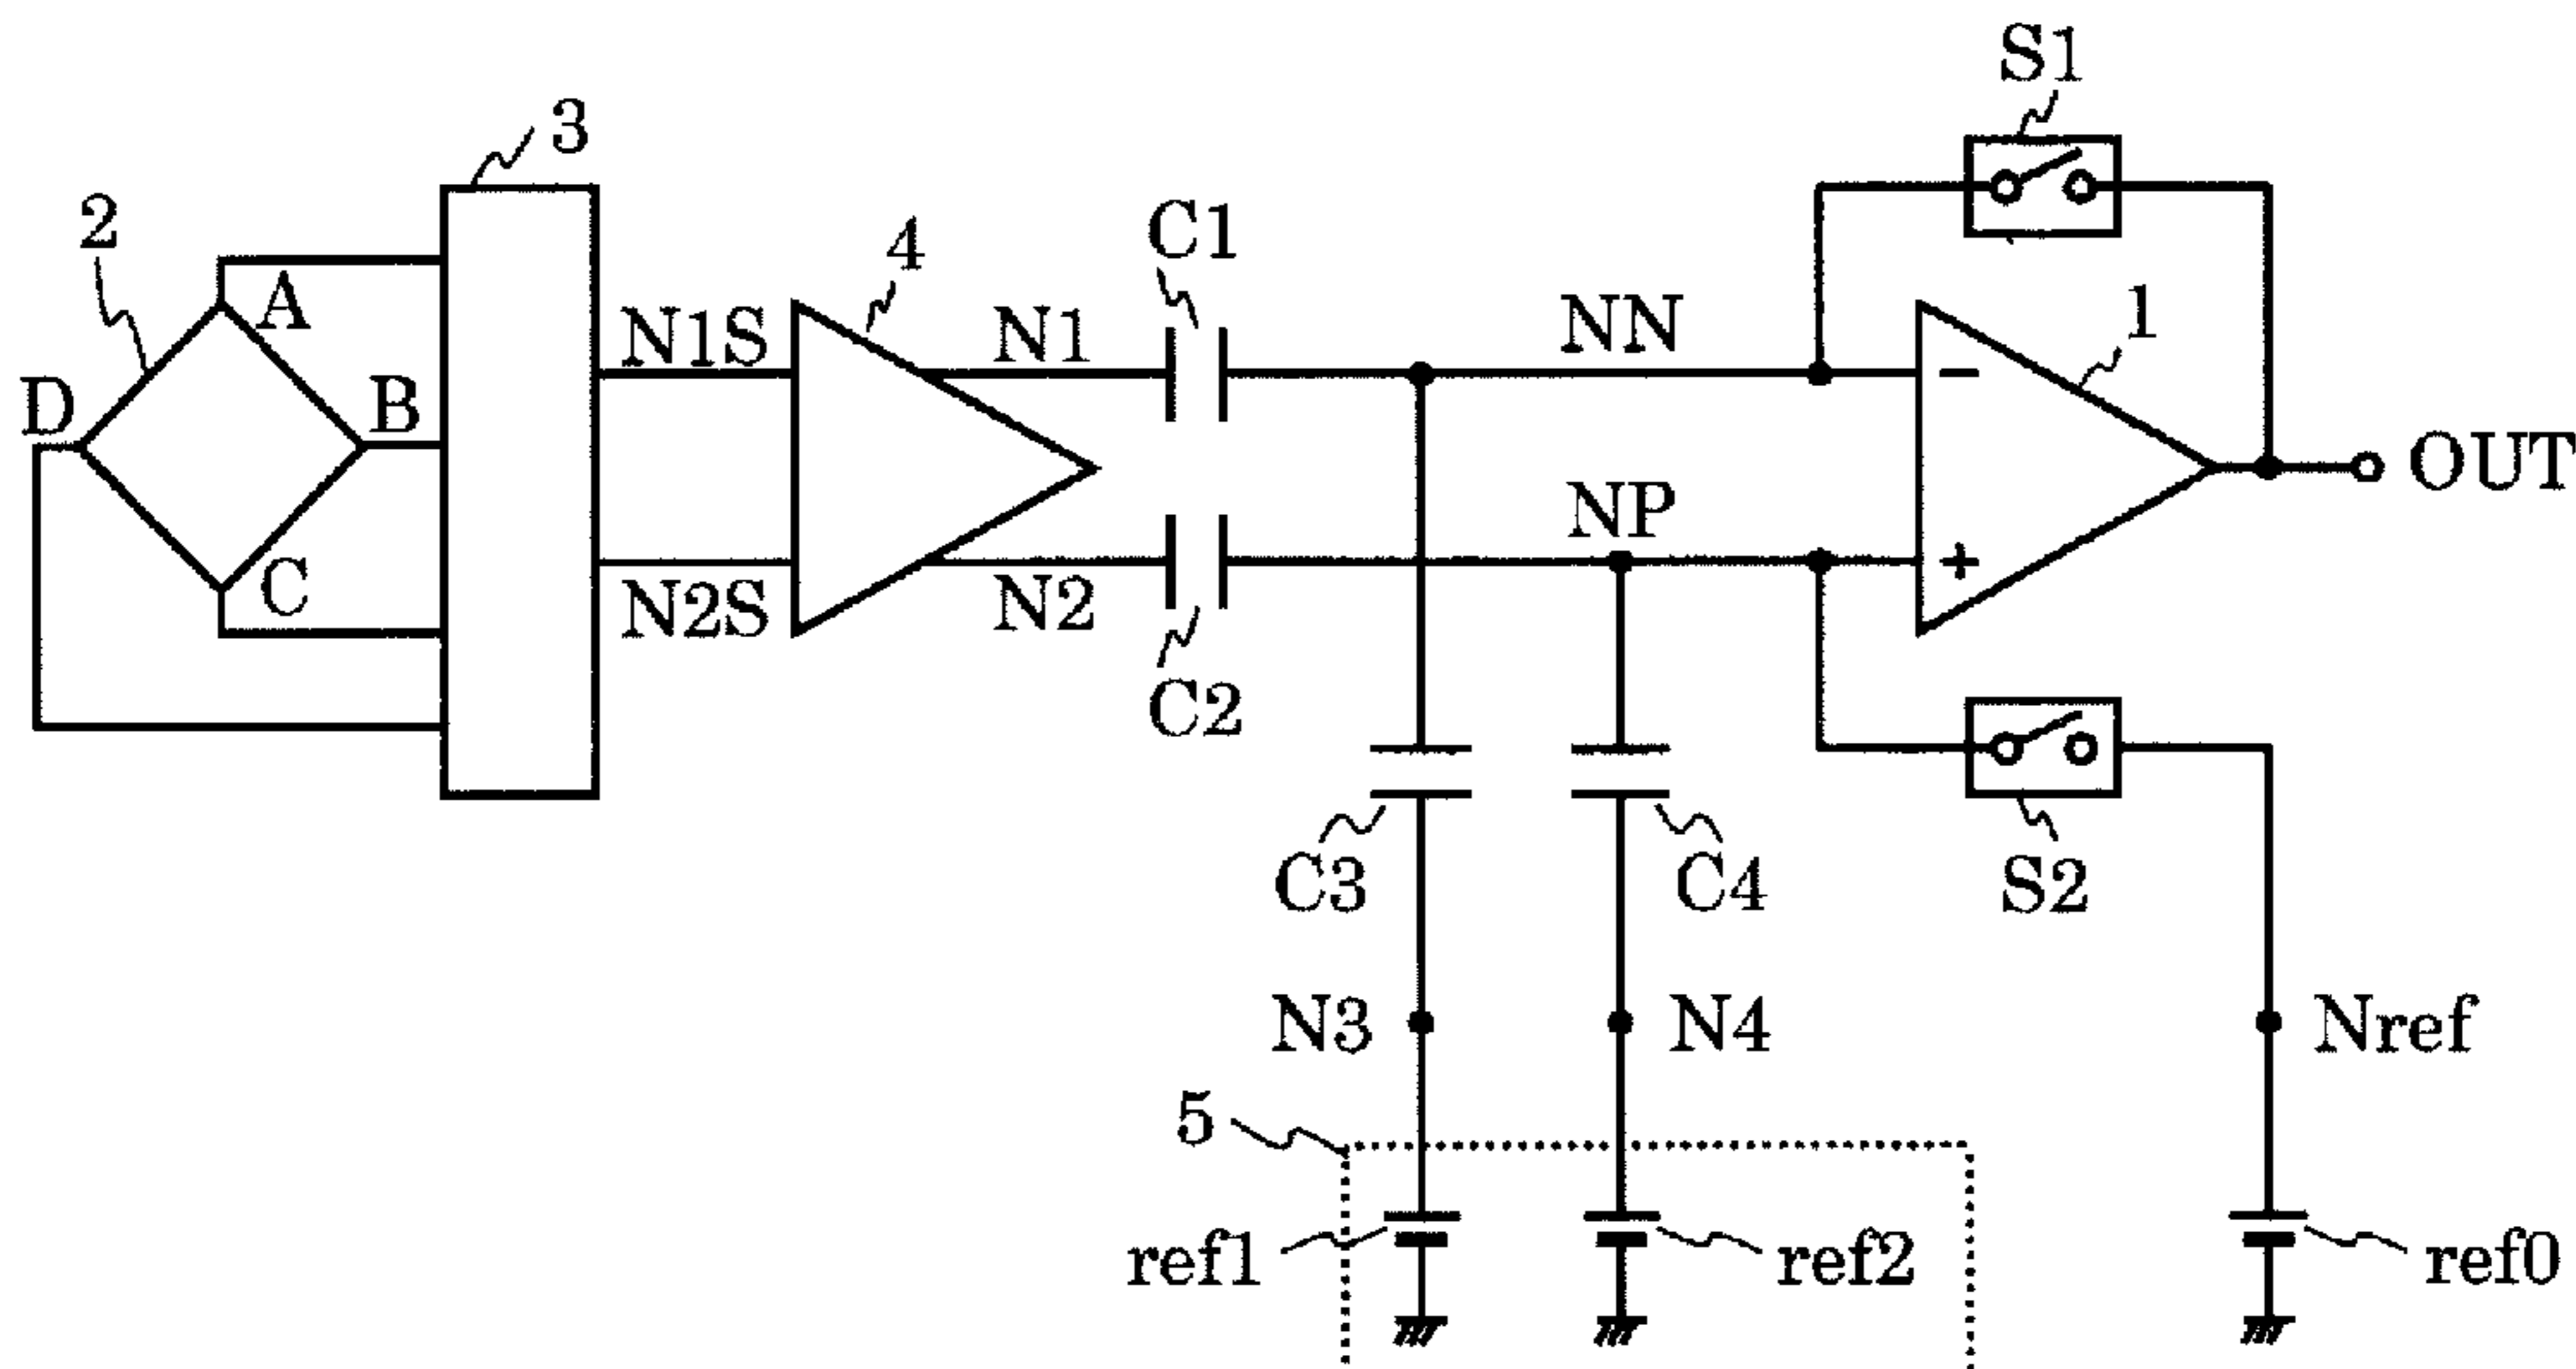 S1
3
2
4
C1
A
N1S
N1
NN
1
D
B
−
OUT
NP
C
N2S
N2
+
C2
C3
C4
S2
N3
N4
Nref
5
ref1
ref2
ref0